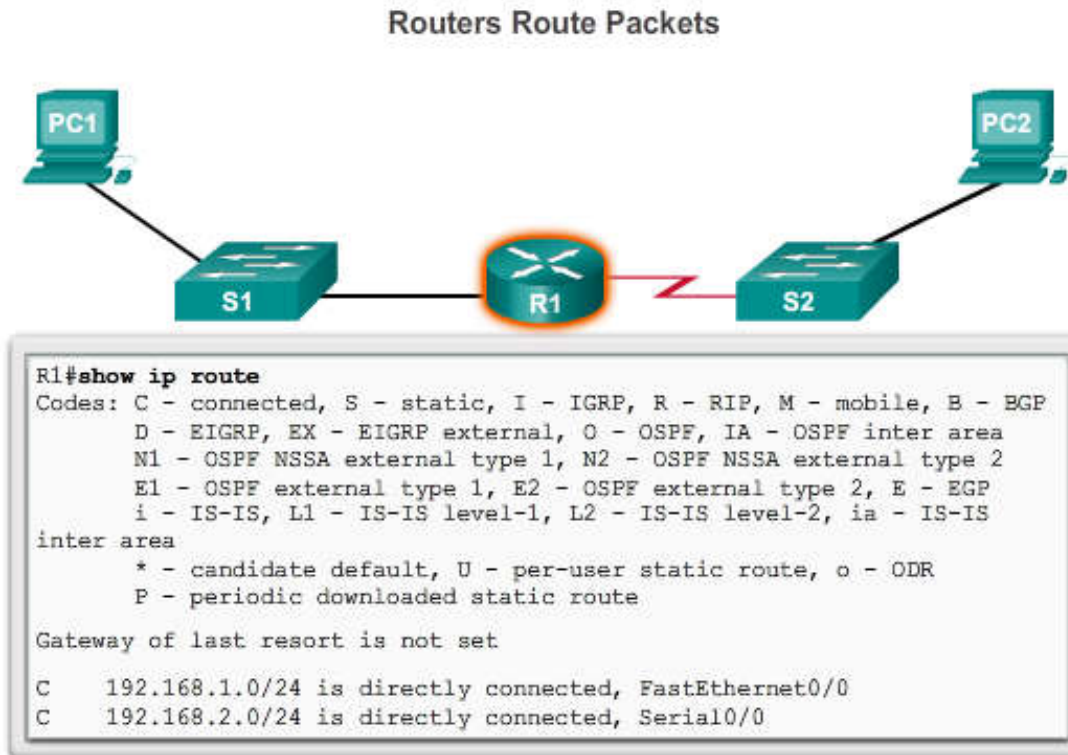 Routers Route Packets
PC1
PC2
S1
R1
S2
R1#show ip route
Codes: C - connected, S - static, I - IGRP, R - RIP, M - mobile, B - BGP
D - EIGRP, EX - EIGRP external, O - OSPF, IA - OSPF inter area
N1 - OSPF NSSA external type 1, N2 - OSPF NSSA external type 2
E1 - OSPF external type 1, E2 - OSPF external type 2, E - EGP
i - IS-IS, L1 - IS-IS level-1, L2 - IS-IS level-2, ia - IS-IS
inter area
* - candidate default, U - per-user static route, o - ODR
P - periodic downloaded static route
Gateway of last resort is not set
C 192.168.1.0/24 is directly connected, FastEthernet0/0
C 192.168.2.0/24 is directly connected, Serial0/0